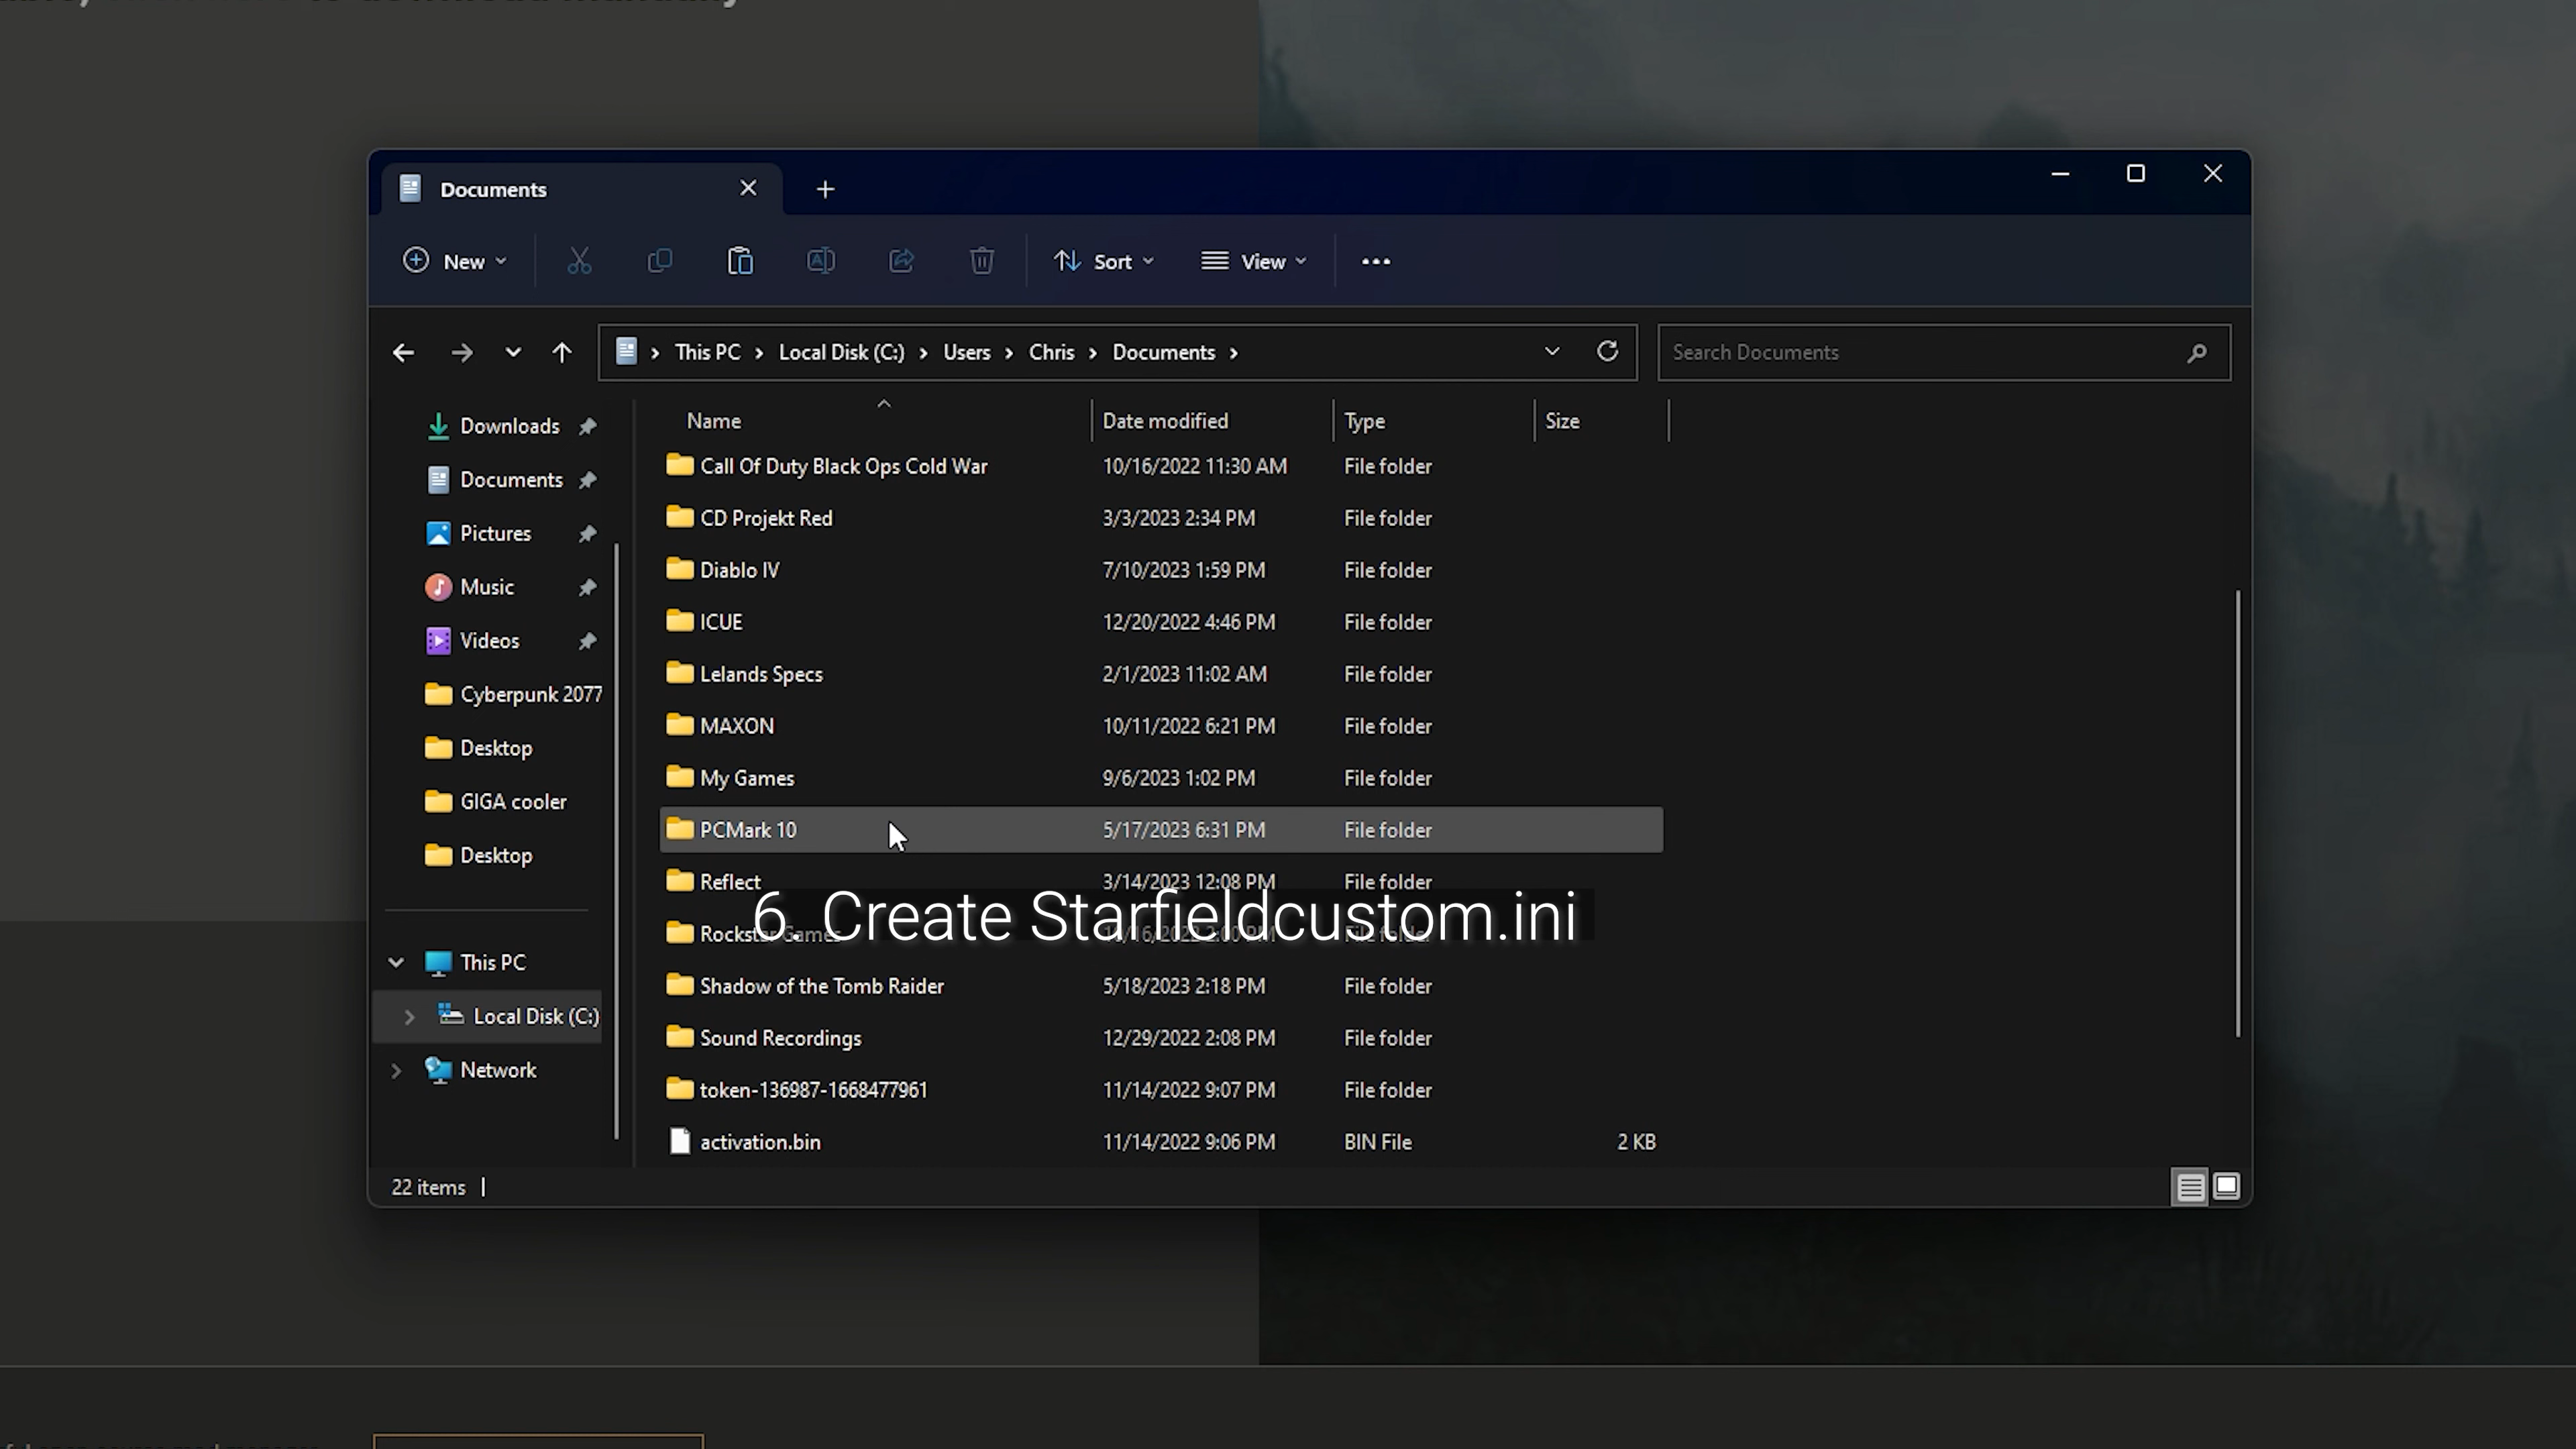 to download manually
Documents
New
Sort
View
This PC > Local Disk (C:) > Users > Chris > Documents >
Search Documents
Name Date modified Type Size
Downloads
Documents
Pictures
Music
Videos
Cyberpunk 2077
Desktop
GIGA cooler
Desktop
This PC
Local Disk (C:)
Network
Call Of Duty Black Ops Cold War 10/16/2022 11:30 AM File folder
CD Projekt Red 3/3/2023 2:34 PM File folder
Diablo IV 7/10/2023 1:59 PM File folder
ICUE 12/20/2022 4:46 PM File folder
Lelands Specs 2/1/2023 11:02 AM File folder
MAXON 10/11/2022 6:21 PM File folder
My Games 9/6/2023 1:02 PM File folder
PCMark 10 5/17/2023 6:31 PM File folder
Reflect 3/14/2023 12:08 PM File folder
6. Create Starfieldcustom.ini
Rockstar Games File folder
Shadow of the Tomb Raider 5/18/2023 2:18 PM File folder
Sound Recordings 12/29/2022 2:08 PM File folder
token-136987-1668477961 11/14/2022 9:07 PM File folder
activation.bin 11/14/2022 9:06 PM BIN File 2 KB
22 items